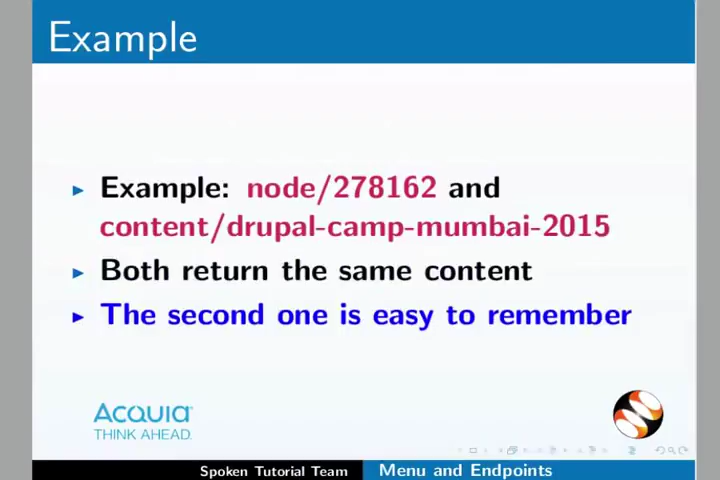 Example
Example: node/278162 and
content/drupal-camp-mumbai-2015
Both return the same content
The second one is easy to remember
ACQUIA
THINK AHEAD.
Spoken Tutorial Team
Menu and Endpoints